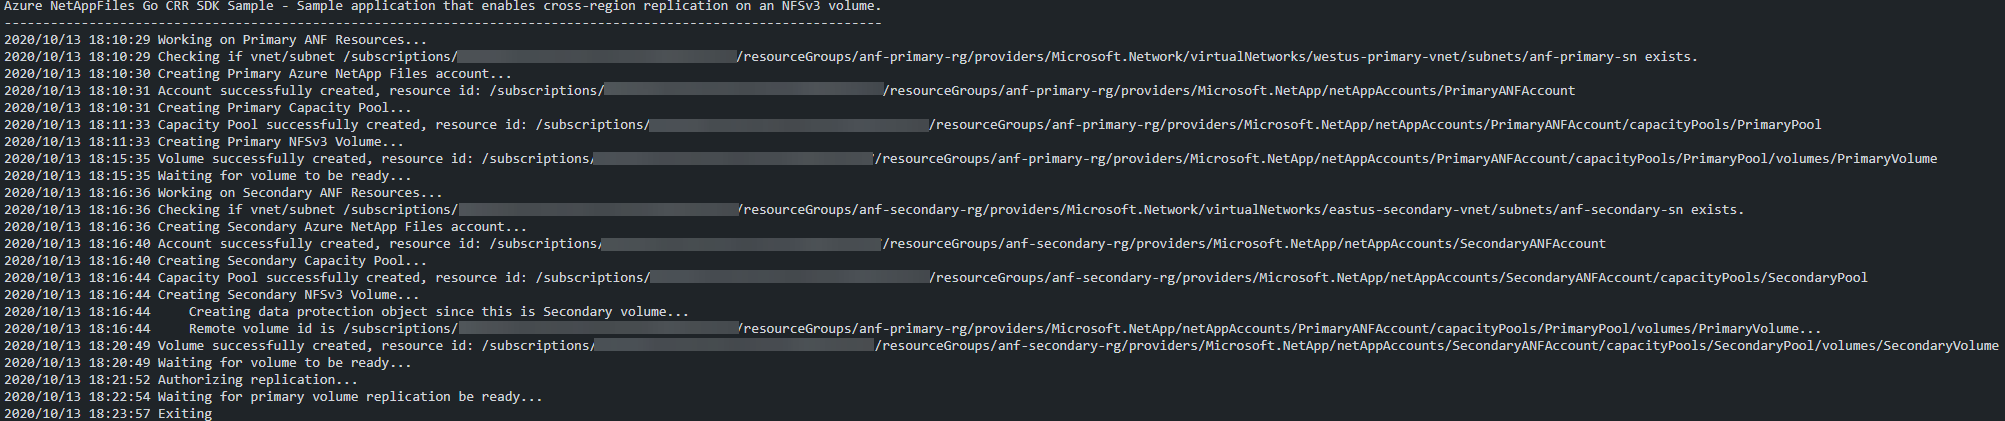 Azure NetAppFiles Go CRR SDK Sample - Sample application that enables cross-region replication on an NFSv3 volume.
-------------------------------------------------------------------------------------------------------------------
2020/10/13 18:10:29 Working on Primary ANF Resources...
2020/10/13 18:10:29 Checking if vnet/subnet /subscriptions/ /resourceGroups/anf-primary-rg/providers/Microsoft.Network/virtualNetworks/westus-primary-vnet/subnets/anf-primary-sn exists.
2020/10/13 18:10:30 Creating Primary Azure NetApp Files account...
2020/10/13 18:10:31 Account successfully created, resource id: /subscriptions/ /resourceGroups/anf-primary-rg/providers/Microsoft.NetApp/netAppAccounts/PrimaryANFAccount
2020/10/13 18:10:31 Creating Primary Capacity Pool...
2020/10/13 18:11:33 Capacity Pool successfully created, resource id: /subscriptions/ /resourceGroups/anf-primary-rg/providers/Microsoft.NetApp/netAppAccounts/PrimaryANFAccount/capacityPools/PrimaryPool
2020/10/13 18:11:33 Creating Primary NFSv3 Volume...
2020/10/13 18:15:35 Volume successfully created, resource id: /subscriptions/ /resourceGroups/anf-primary-rg/providers/Microsoft.NetApp/netAppAccounts/PrimaryANFAccount/capacityPools/PrimaryPool/volumes/PrimaryVolume
2020/10/13 18:15:35 Waiting for volume to be ready...
2020/10/13 18:16:36 Working on Secondary ANF Resources...
2020/10/13 18:16:36 Checking if vnet/subnet /subscriptions/ /resourceGroups/anf-secondary-rg/providers/Microsoft.Network/virtualNetworks/eastus-secondary-vnet/subnets/anf-secondary-sn exists.
2020/10/13 18:16:36 Creating Secondary Azure NetApp Files account...
2020/10/13 18:16:40 Account successfully created, resource id: /subscriptions/ /resourceGroups/anf-secondary-rg/providers/Microsoft.NetApp/netAppAccounts/SecondaryANFAccount
2020/10/13 18:16:40 Creating Secondary Capacity Pool...
2020/10/13 18:16:44 Capacity Pool successfully created, resource id: /subscriptions/ /resourceGroups/anf-secondary-rg/providers/Microsoft.NetApp/netAppAccounts/SecondaryANFAccount/capacityPools/SecondaryPool
2020/10/13 18:16:44 Creating Secondary NFSv3 Volume...
2020/10/13 18:16:44     Creating data protection object since this is Secondary volume...
2020/10/13 18:16:44     Remote volume id is /subscriptions/ /resourceGroups/anf-primary-rg/providers/Microsoft.NetApp/netAppAccounts/PrimaryANFAccount/capacityPools/PrimaryPool/volumes/PrimaryVolume...
2020/10/13 18:20:49 Volume successfully created, resource id: /subscriptions/ /resourceGroups/anf-secondary-rg/providers/Microsoft.NetApp/netAppAccounts/SecondaryANFAccount/capacityPools/SecondaryPool/volumes/SecondaryVolume
2020/10/13 18:20:49 Waiting for volume to be ready...
2020/10/13 18:21:52 Authorizing replication...
2020/10/13 18:22:54 Waiting for primary volume replication be ready...
2020/10/13 18:23:57 Exiting